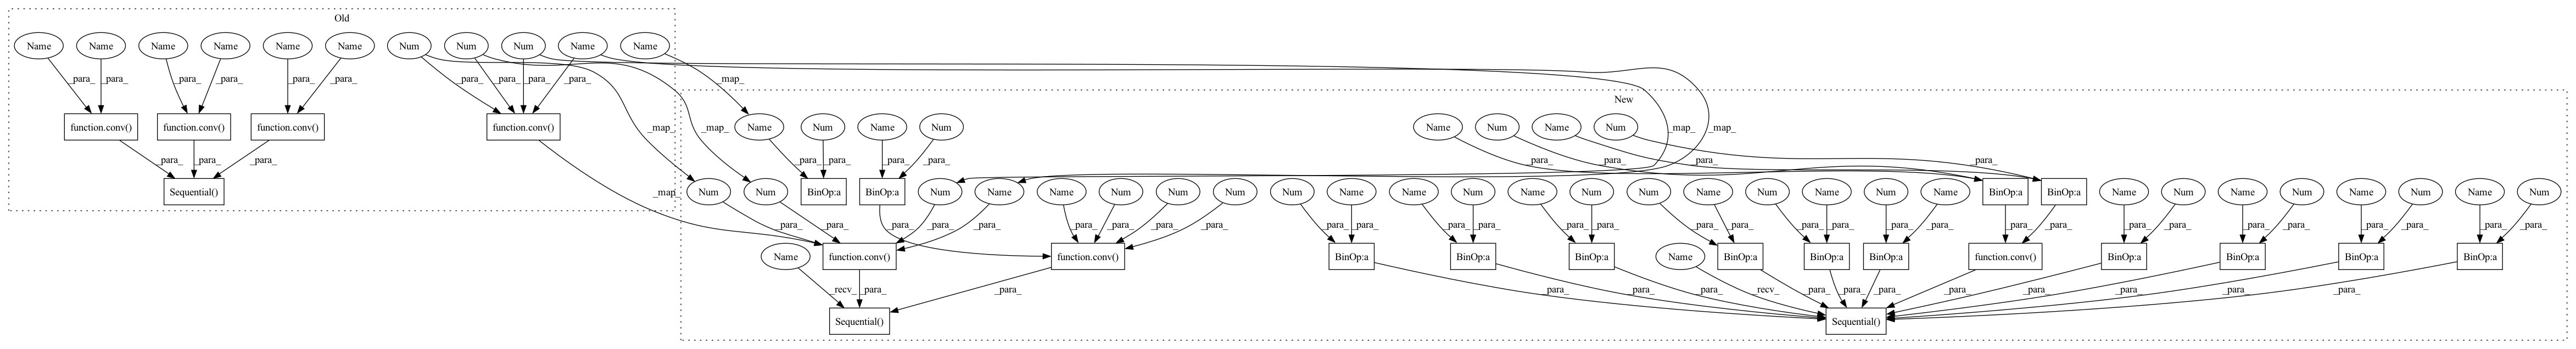 Old
Name Name Name Name Name Name Num Num Num Name Name
_para_ _para_ _para_ _para_ _para_ _para_ _para_ _para_ _para_ _para_ _map_
New
function.conv() function.conv() function.conv() function.conv() _map_ _map_ Name Num Name Num Name Num Name Num _map_ _map_
_para_ _para_ _para_ _para_ _para_ _para_ _para_ _para_ _para_ _para_ _para_
Sequential() _map_ Num Num BinOp:a BinOp:a Num Name Name Num Num Num Num Name Name Num Name Num Num Name Num Name Num Name BinOp:a BinOp:a Name Num Name Num Name Num Name Num
_para_ _para_ _para_ _para_ _para_ _para_ _para_ _para_ _para_ _para_ _para_ _para_ _para_ _para_ _para_ _para_ _para_ _para_ _para_ _para_ _para_ _para_ _para_ _para_ _para_ _para_ _para_ _para_ _para_ _para_ _para_
Name function.conv() function.conv() BinOp:a BinOp:a BinOp:a Name BinOp:a BinOp:a BinOp:a function.conv() BinOp:a BinOp:a BinOp:a BinOp:a
_recv_ _para_ _para_ _para_ _para_ _para_ _recv_ _para_ _para_ _para_ _para_ _para_ _para_ _para_ _para_
Sequential() Sequential()